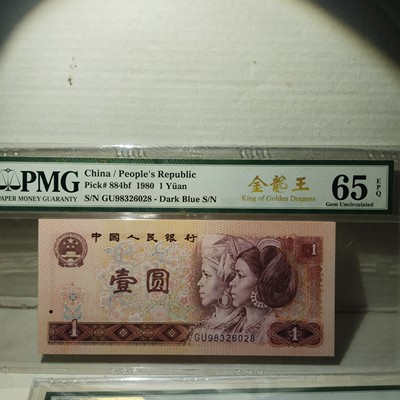 PMG
PAPER MONEY GUARANTY
China / People's Republic
Pick# 884bf 1980 1 Yüan
S/N GU98326028 - Dark Blue S/N
金龍王
King of Golden Dragons
65 EPQ
Gem Uncirculated
中国人民银行
1
壹圆
1
1
GU98326028